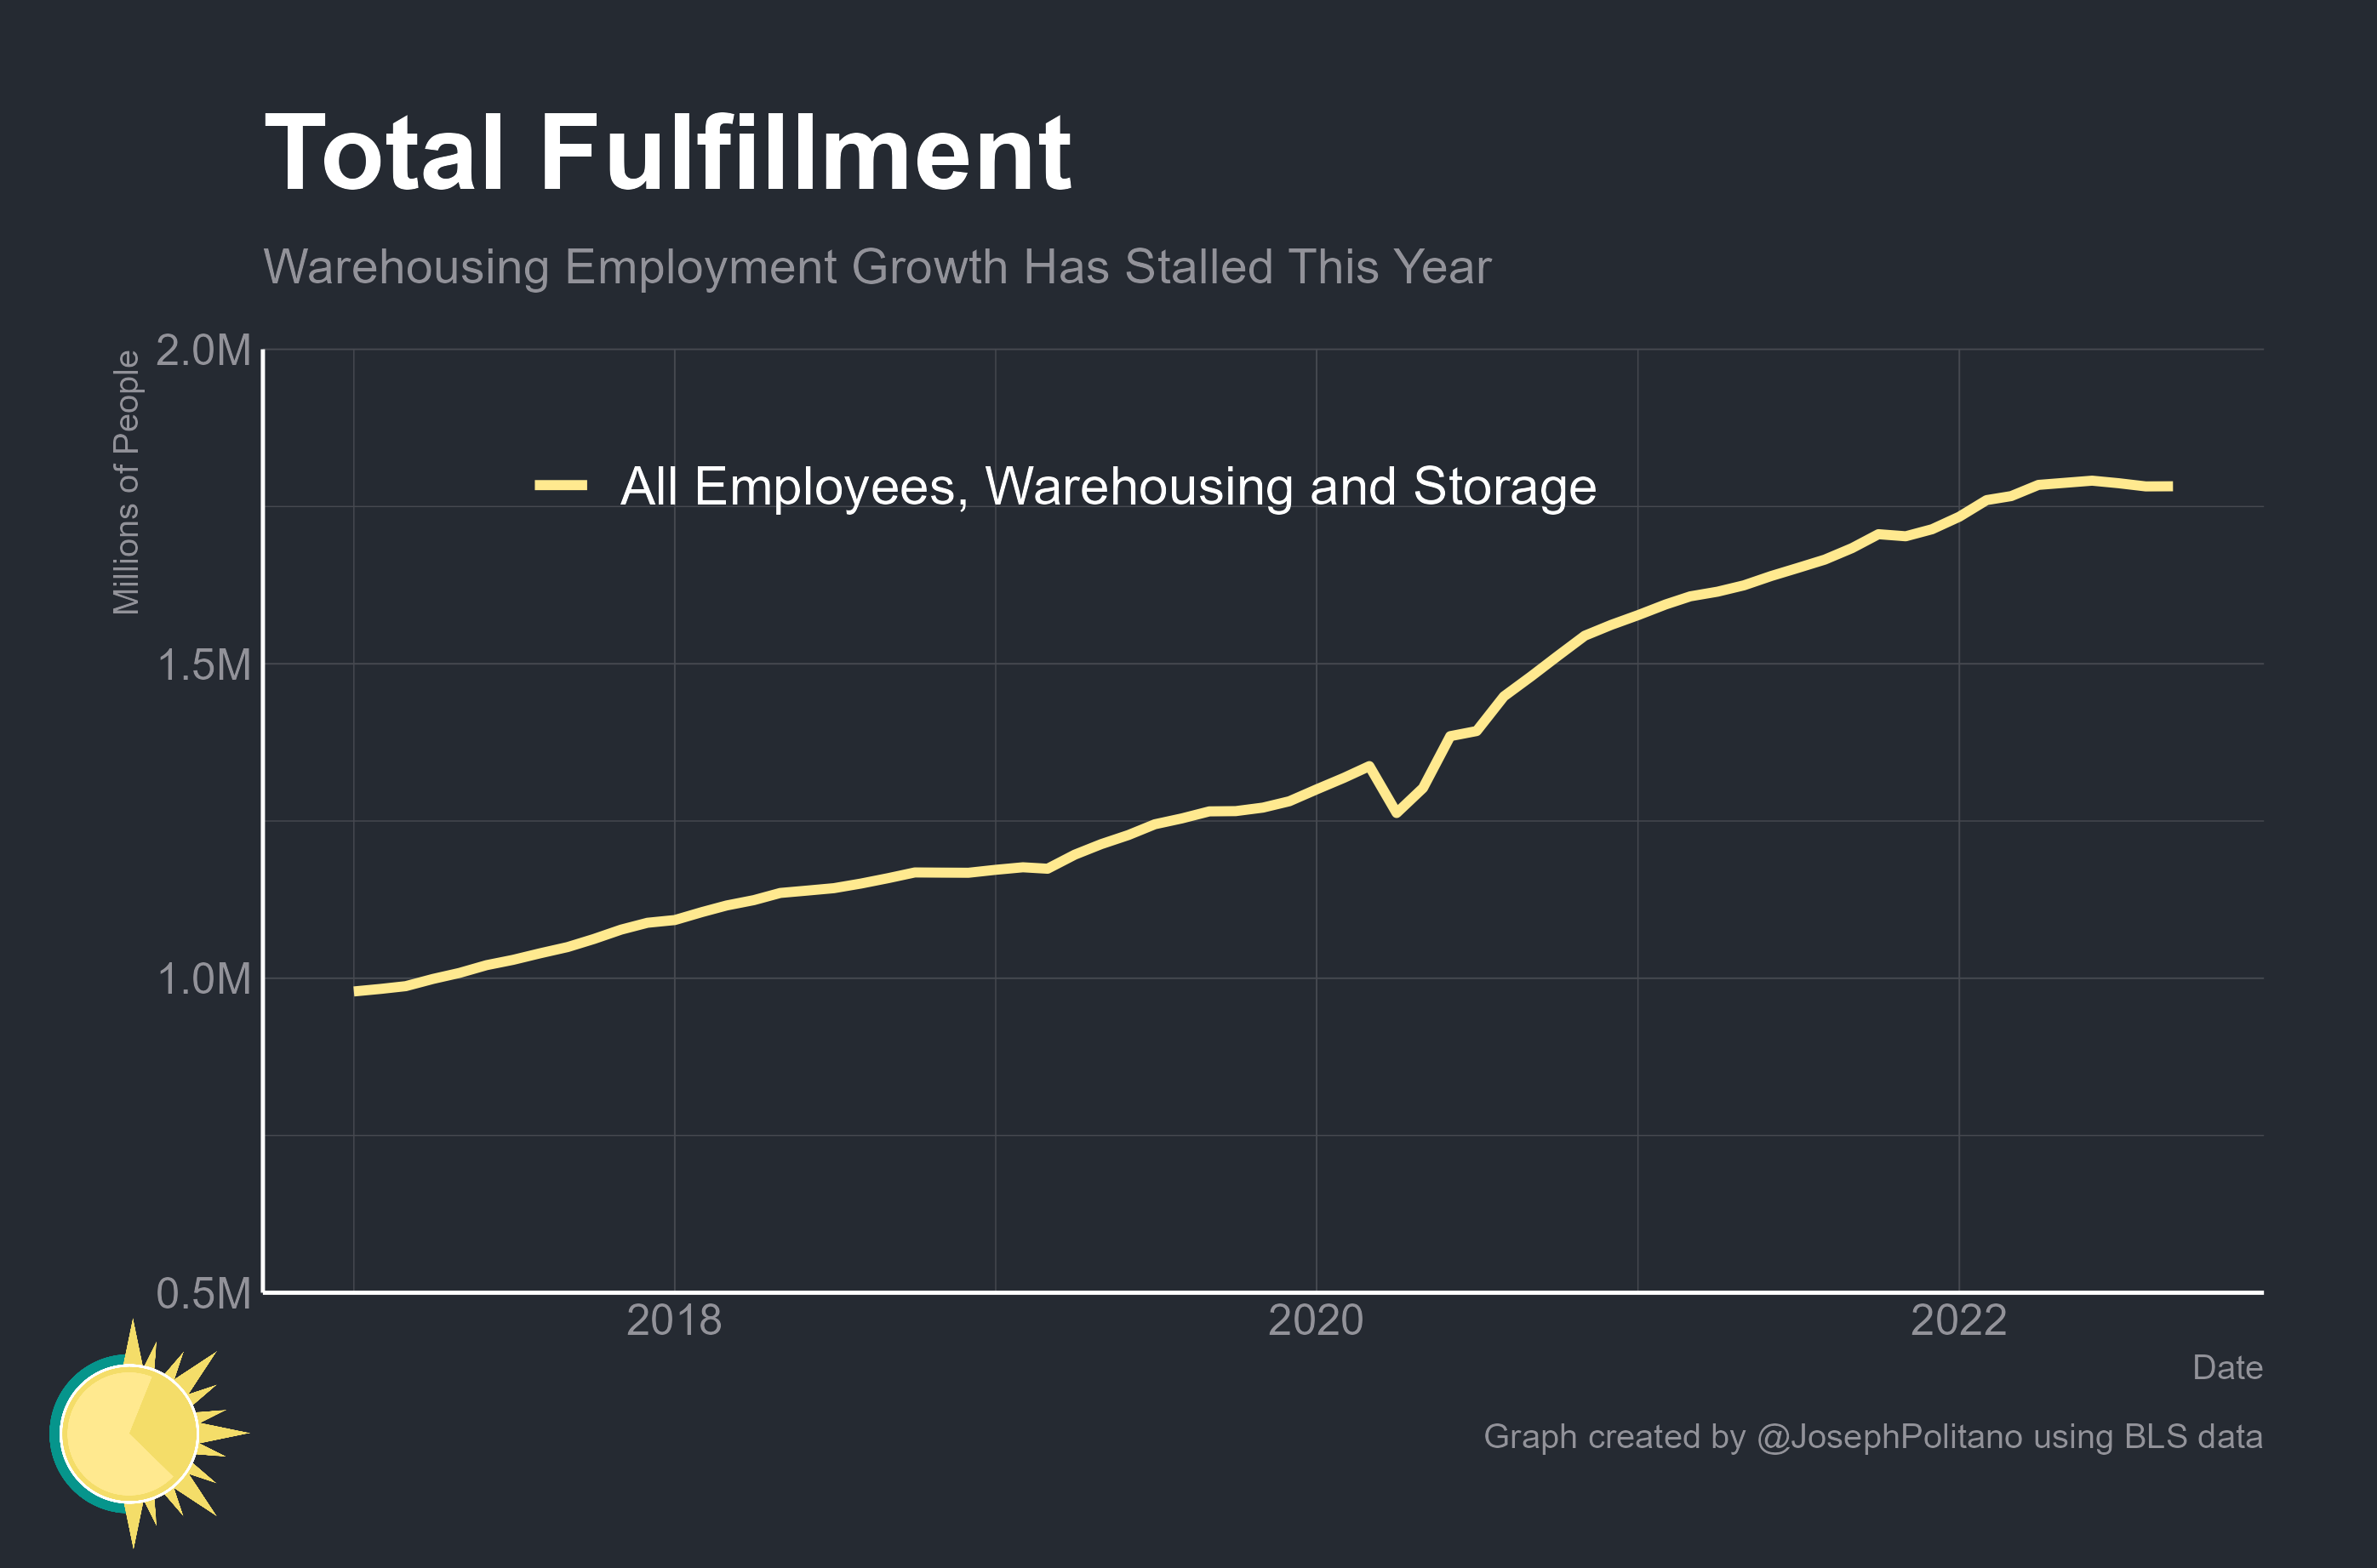 Total Fulfillment
Warehousing Employment Growth Has Stalled This Year
Millions of People
2.0M
1.5M
1.0M
0.5M
All Employees, Warehousing and Storage
2018
2020
2022
Date
Graph created by @JosephPolitano using BLS data